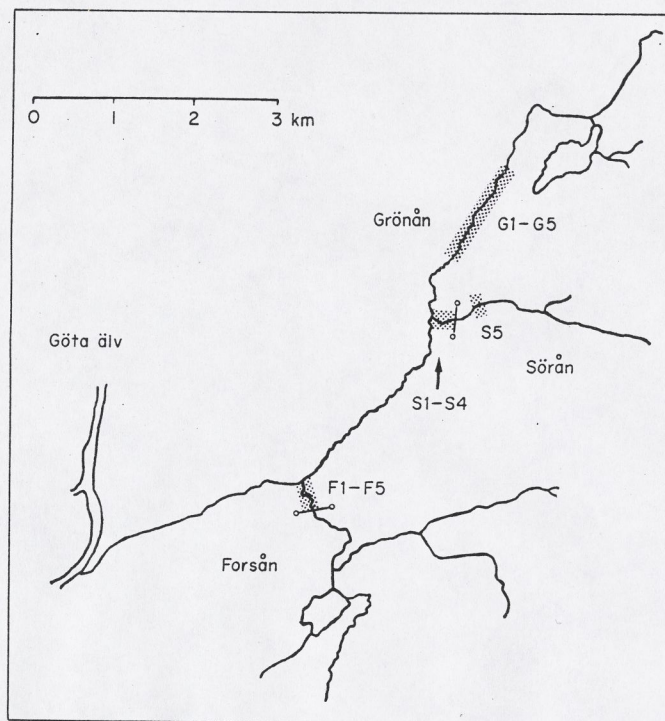 0 1 2 3 km
Grönån
G1-G5
Göta älv
S5
Sörån
S1-S4
F1-F5
Forsån